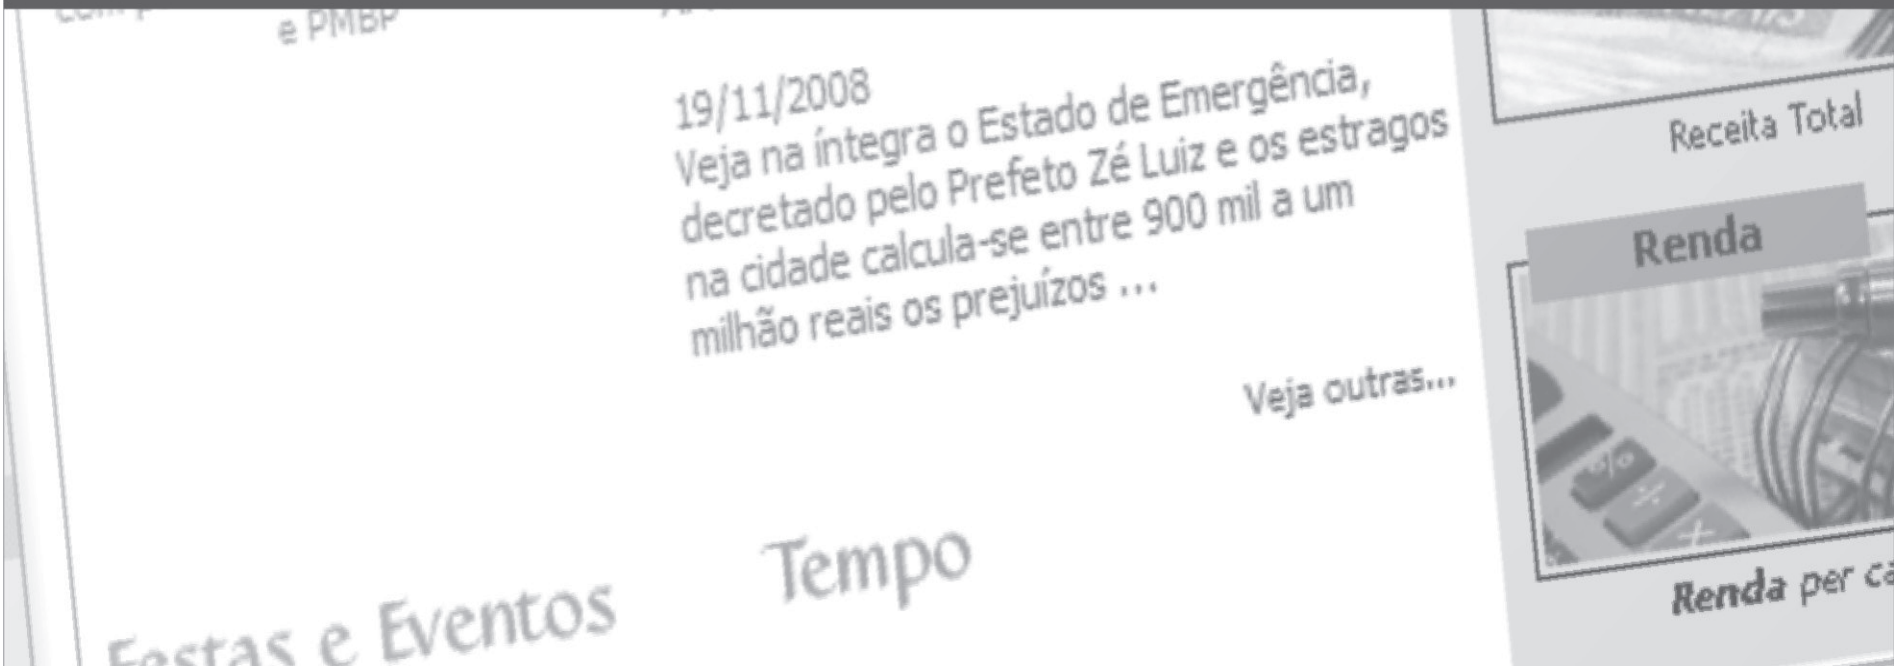 e PMBP
19/11/2008
Veja na íntegra o Estado de Emergência,
decretado pelo Prefeto Zé Luiz e os estragos
na cidade calcula-se entre 900 mil a um
milhão reais os prejuízos ...
Veja outras...
Festas e Eventos
Tempo
Receita Total
Renda
Renda per